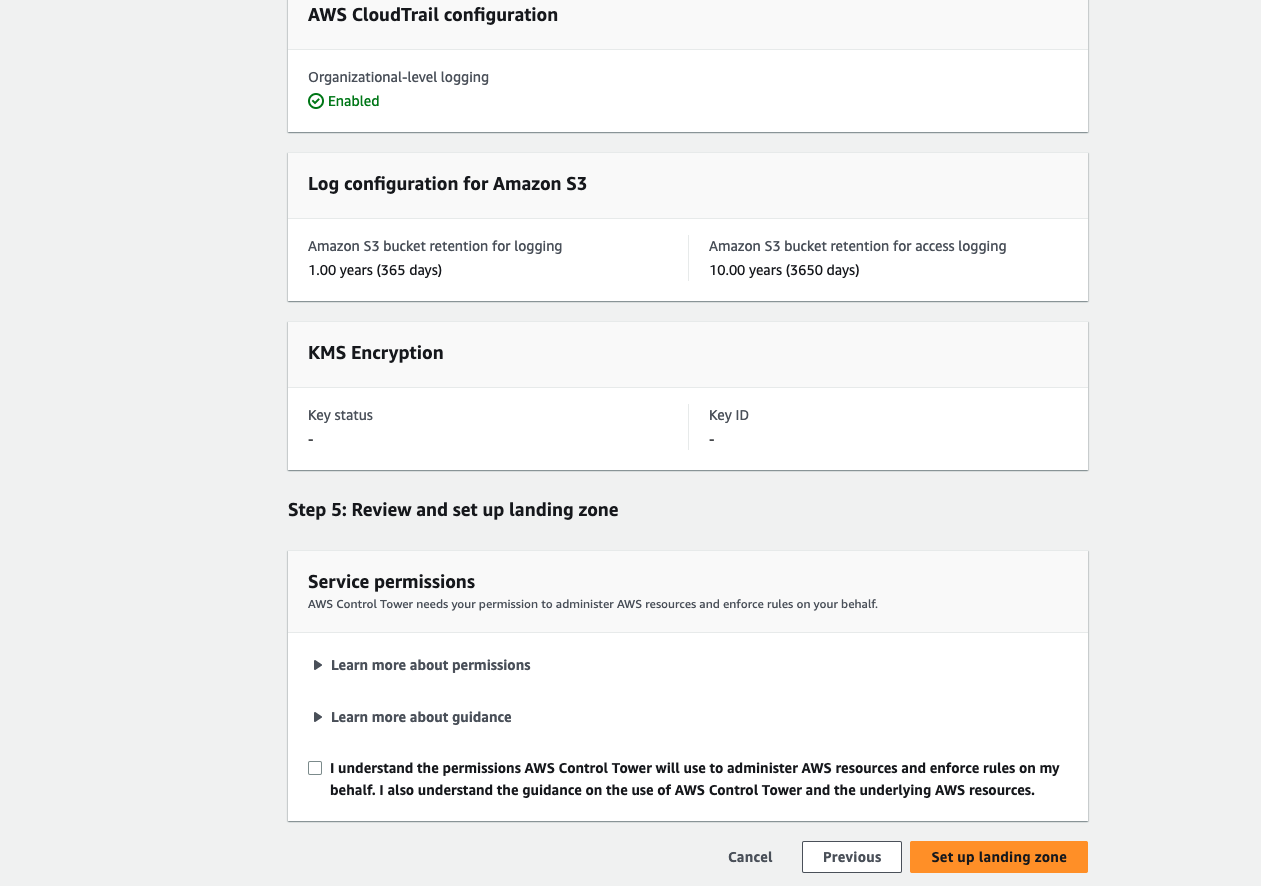 AWS CloudTrail configuration
Organizational-level logging
Enabled
Log configuration for Amazon S3
Amazon S3 bucket retention for logging
1.00 years (365 days)
Amazon S3 bucket retention for access logging
10.00 years (3650 days)
KMS Encryption
Key status
-
Key ID
-
Step 5: Review and set up landing zone
Service permissions
AWS Control Tower needs your permission to administer AWS resources and enforce rules on your behalf.
Learn more about permissions
Learn more about guidance
I understand the permissions AWS Control Tower will use to administer AWS resources and enforce rules on my
behalf. I also understand the guidance on the use of AWS Control Tower and the underlying AWS resources.
Cancel
Previous
Set up landing zone